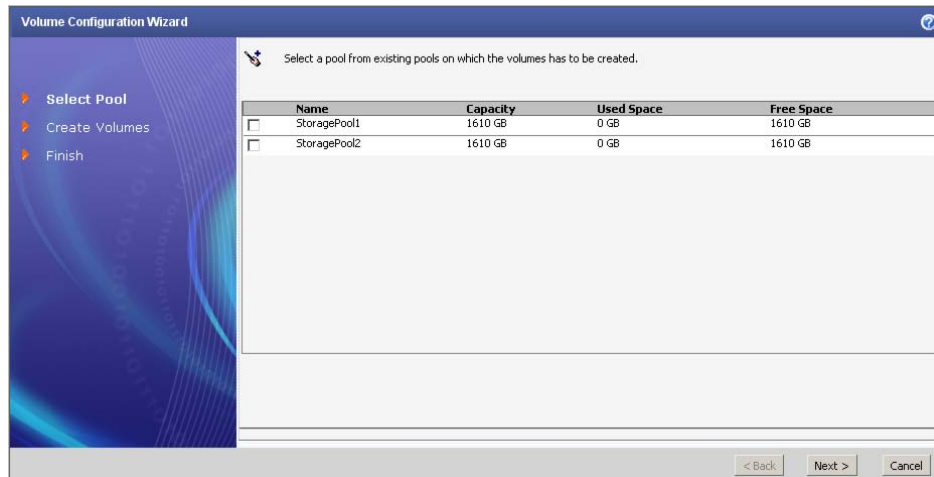 Volume Configuration Wizard
Select Pool
Create Volumes
Finish
Select a pool from existing pools on which the volumes has to be created.
Name Capacity Used Space Free Space
StoragePool1 1610 GB 0 GB 1610 GB
StoragePool2 1610 GB 0 GB 1610 GB
< Back Next > Cancel